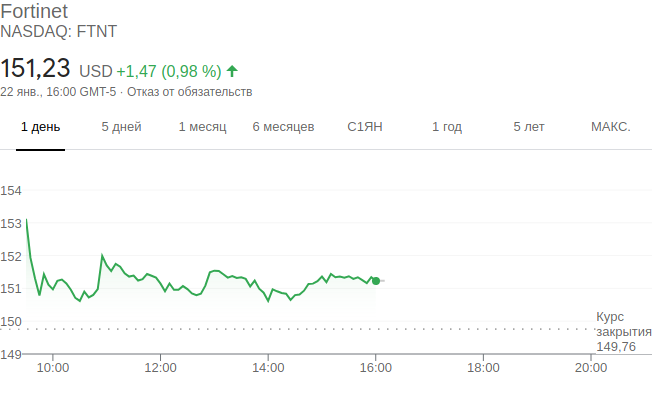 Fortinet
NASDAQ: FTNT
151,23 USD +1,47 (0,98 %)
22 янв., 16:00 GMT-5 · Отказ от обязательств
1 день 5 дней 1 месяц 6 месяцев С1ЯН 1 год 5 лет МАКС.
154
153
152
151
150
149
Курс
закрытия
149,76
10:00 12:00 14:00 16:00 18:00 20:00